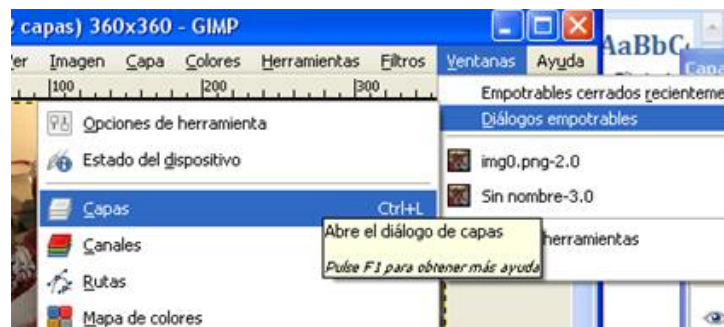 2 capas) 360x360 - GIMP
Ver Imagen Capa Colores Herramientas Filtros Ventanas Ayuda
100 200 300
AaBbC
Capa
Empotrables cerrados recienteme
Opciones de herramienta
Diálogos empotrables
Estado del dispositivo
img0.png-2.0
Sin nombre-3.0
Capas Ctrl+L
Abre el diálogo de capas
Pulse F1 para obtener más ayuda
herramientas
Canales
Rutas
Mapa de colores